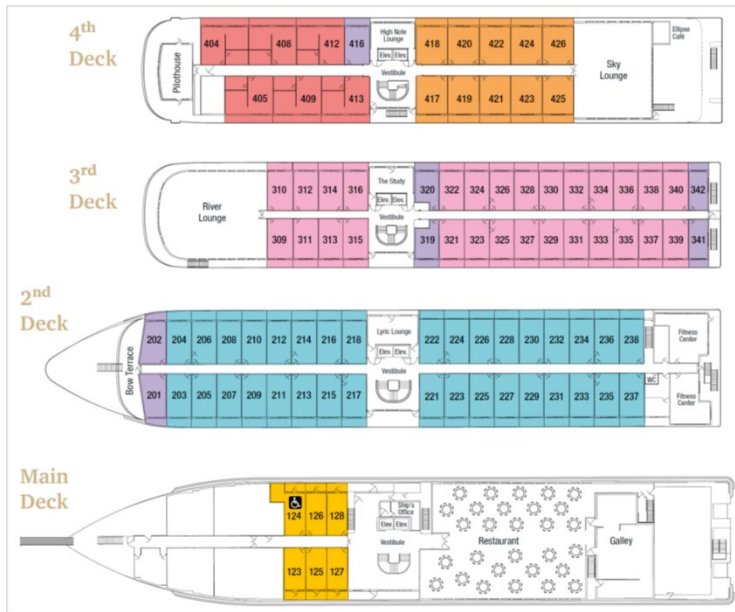 4th
Deck
Pilothouse
404
408
412
416
High Note
Lounge
Elev.
Elev.
Vestibule
418
420
422
424
426
Sky
Lounge
Ellipse
Café
405
409
413
417
419
421
423
425
3rd
Deck
River
Lounge
310
312
314
316
The Study
Elev.
Elev.
Vestibule
320
322
324
326
328
330
332
334
336
338
340
342
309
311
313
315
319
321
323
325
327
329
331
333
335
337
339
341
2nd
Deck
Bow Terrace
202
204
206
208
210
212
214
216
218
Lyric Lounge
Elev.
Elev.
Vestibule
222
224
226
228
230
232
234
236
238
Fitness
Center
201
203
205
207
209
211
213
215
217
221
223
225
227
229
231
233
235
237
WC
Fitness
Center
Main
Deck
124
126
128
Ship's
Office
Elev.
Elev.
Vestibule
Restaurant
Galley
123
125
127